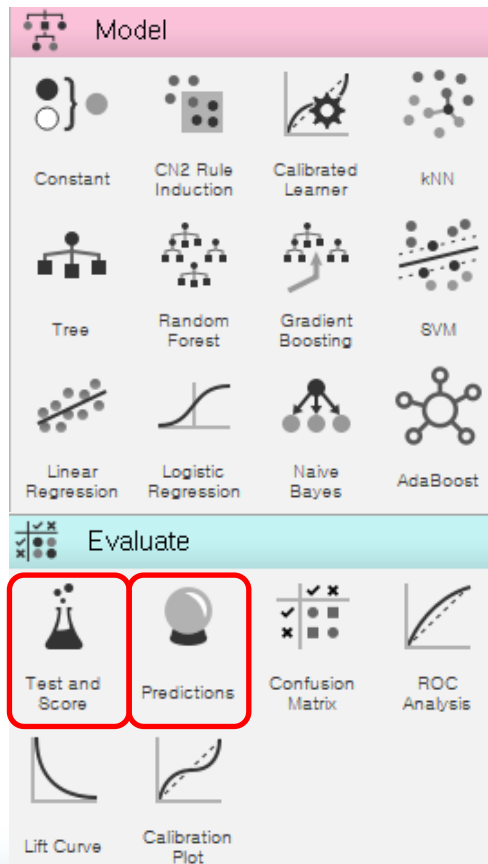 Model
Constant
CN2 Rule
Induction
Calibrated
Learner
kNN
Tree
Random
Forest
Gradient
Boosting
SVM
Linear
Regression
Logistic
Regression
Naive
Bayes
AdaBoost
Evaluate
Test and
Score
Predictions
Confusion
Matrix
ROC
Analysis
Lift Curve
Calibration
Plot